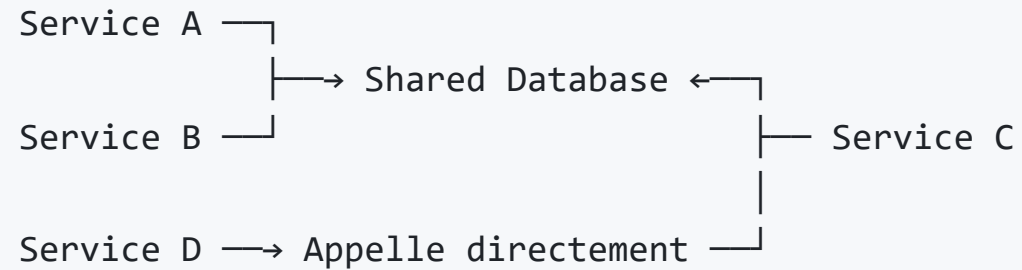 Service A ──┐
            ├──→ Shared Database ←──┐
Service B ──┘                       ├── Service C
                                    │
Service D ──→ Appelle directement ──┘